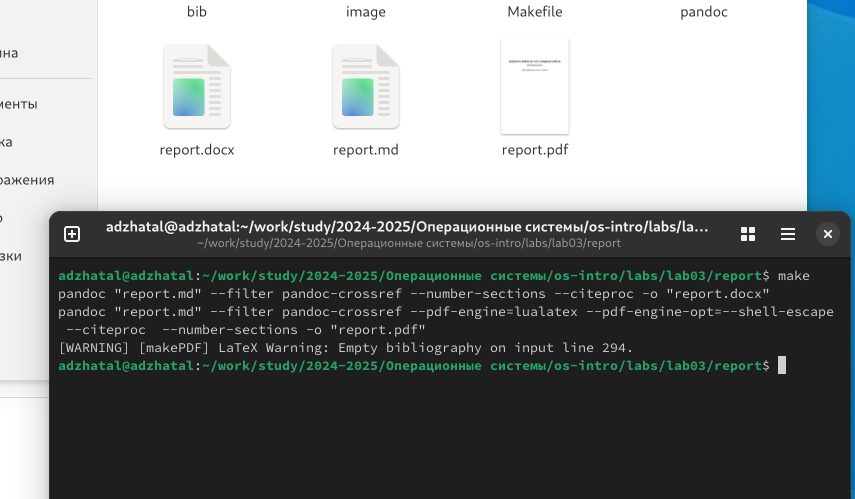 bib image Makefile pandoc
ина
менты
ка
ражения
о
зки
report.docx report.md report.pdf
adzhatal@adzhatal:~/work/study/2024-2025/Операционные системы/os-intro/labs/la...
~/work/study/2024-2025/Операционные системы/os-intro/labs/lab03/report
adzhatal@adzhatal:~/work/study/2024-2025/Операционные системы/os-intro/labs/lab03/report$ make
pandoc "report.md" --filter pandoc-crossref --number-sections --citeproc -o "report.docx"
pandoc "report.md" --filter pandoc-crossref --pdf-engine=lualatex --pdf-engine-opt=--shell-escape
--citeproc  --number-sections -o "report.pdf"
[WARNING] [makePDF] LaTeX Warning: Empty bibliography on input line 294.
adzhatal@adzhatal:~/work/study/2024-2025/Операционные системы/os-intro/labs/lab03/report$